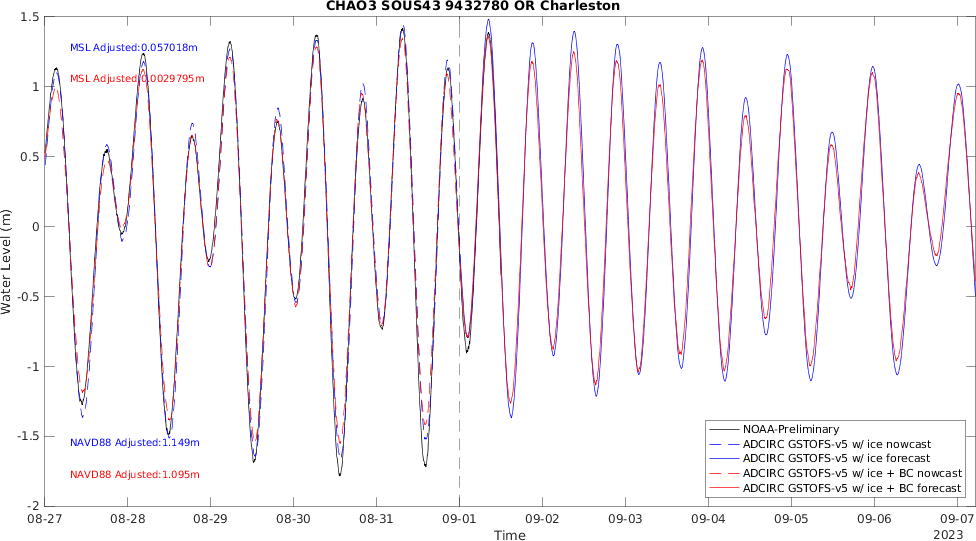 CHAO3 SOUS43 9432780 OR Charleston
1.5
1
0.5
0
-0.5
-1
-1.5
-2
Water Level (m)
MSL Adjusted:0.057018m
MSL Adjusted:0.0029795m
NAVD88 Adjusted:1.149m
NAVD88 Adjusted:1.095m
NOAA-Preliminary
ADCIRC GSTOFS-v5 w/ ice nowcast
ADCIRC GSTOFS-v5 w/ ice forecast
ADCIRC GSTOFS-v5 w/ ice + BC nowcast
ADCIRC GSTOFS-v5 w/ ice + BC forecast
08-27 08-28 08-29 08-30 08-31 09-01 09-02 09-03 09-04 09-05 09-06 09-07
Time
2023